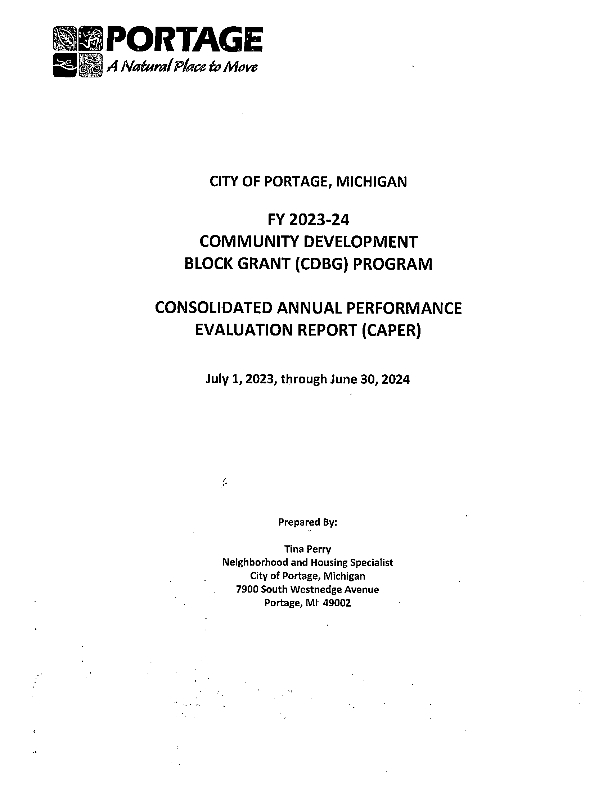 PORTAGE
A Natural Place to Move
CITY OF PORTAGE, MICHIGAN
FY 2023-24
COMMUNITY DEVELOPMENT
BLOCK GRANT (CDBG) PROGRAM
CONSOLIDATED ANNUAL PERFORMANCE
EVALUATION REPORT (CAPER)
July 1, 2023, through June 30, 2024
Prepared By:
Tina Perry
Neighborhood and Housing Specialist
City of Portage, Michigan
7900 South Westnedge Avenue
Portage, MI 49002